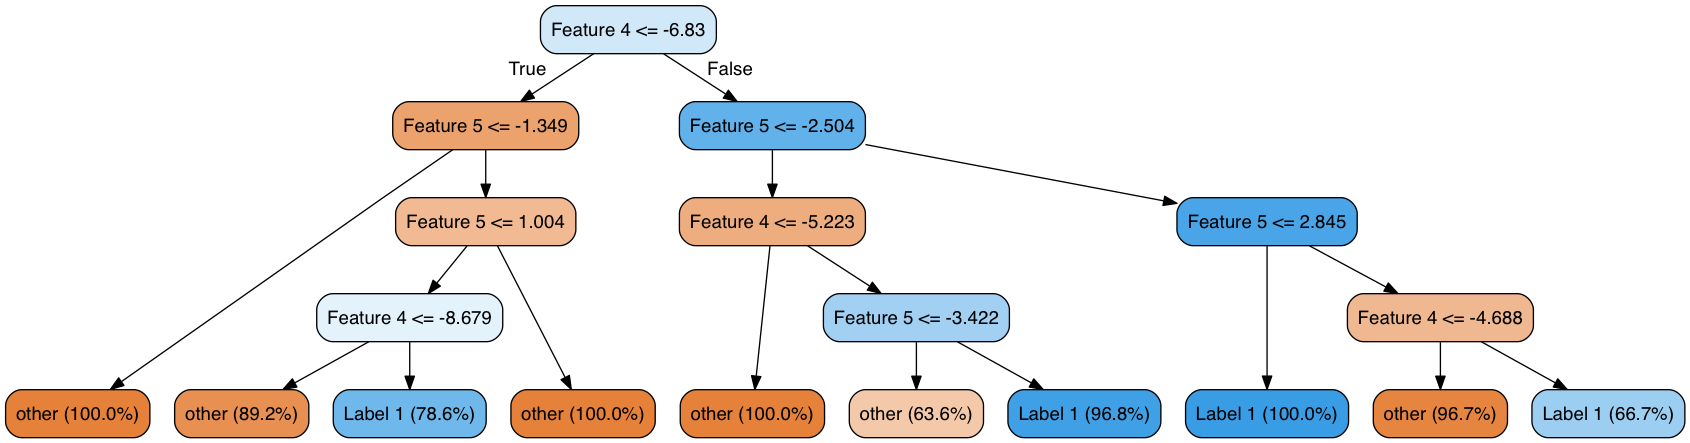 Feature 4 <= -6.83
True
False
Feature 5 <= -1.349
Feature 5 <= -2.504
Feature 5 <= 1.004
Feature 4 <= -5.223
Feature 5 <= 2.845
Feature 4 <= -8.679
Feature 5 <= -3.422
Feature 4 <= -4.688
other (100.0%)
other (89.2%)
Label 1 (78.6%)
other (100.0%)
other (100.0%)
other (63.6%)
Label 1 (96.8%)
Label 1 (100.0%)
other (96.7%)
Label 1 (66.7%)